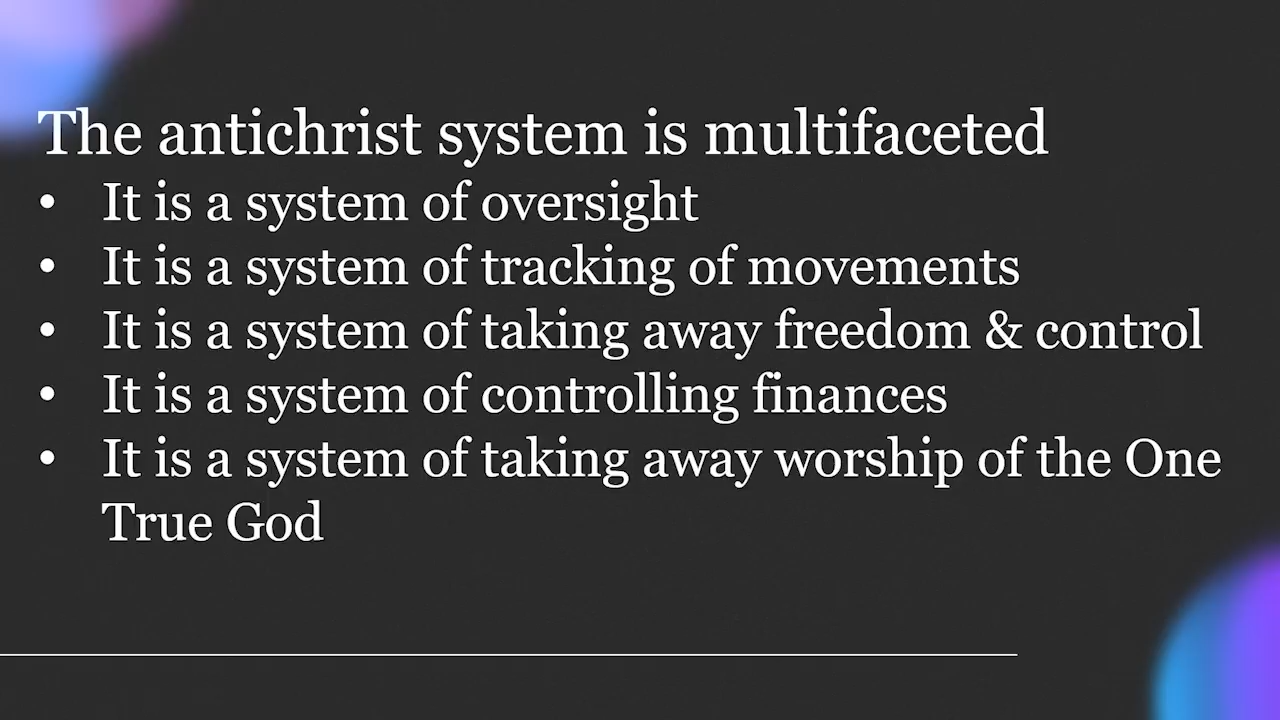 The antichrist system is multifaceted
• It is a system of oversight
• It is a system of tracking of movements
• It is a system of taking away freedom & control
• It is a system of controlling finances
• It is a system of taking away worship of the One
True God